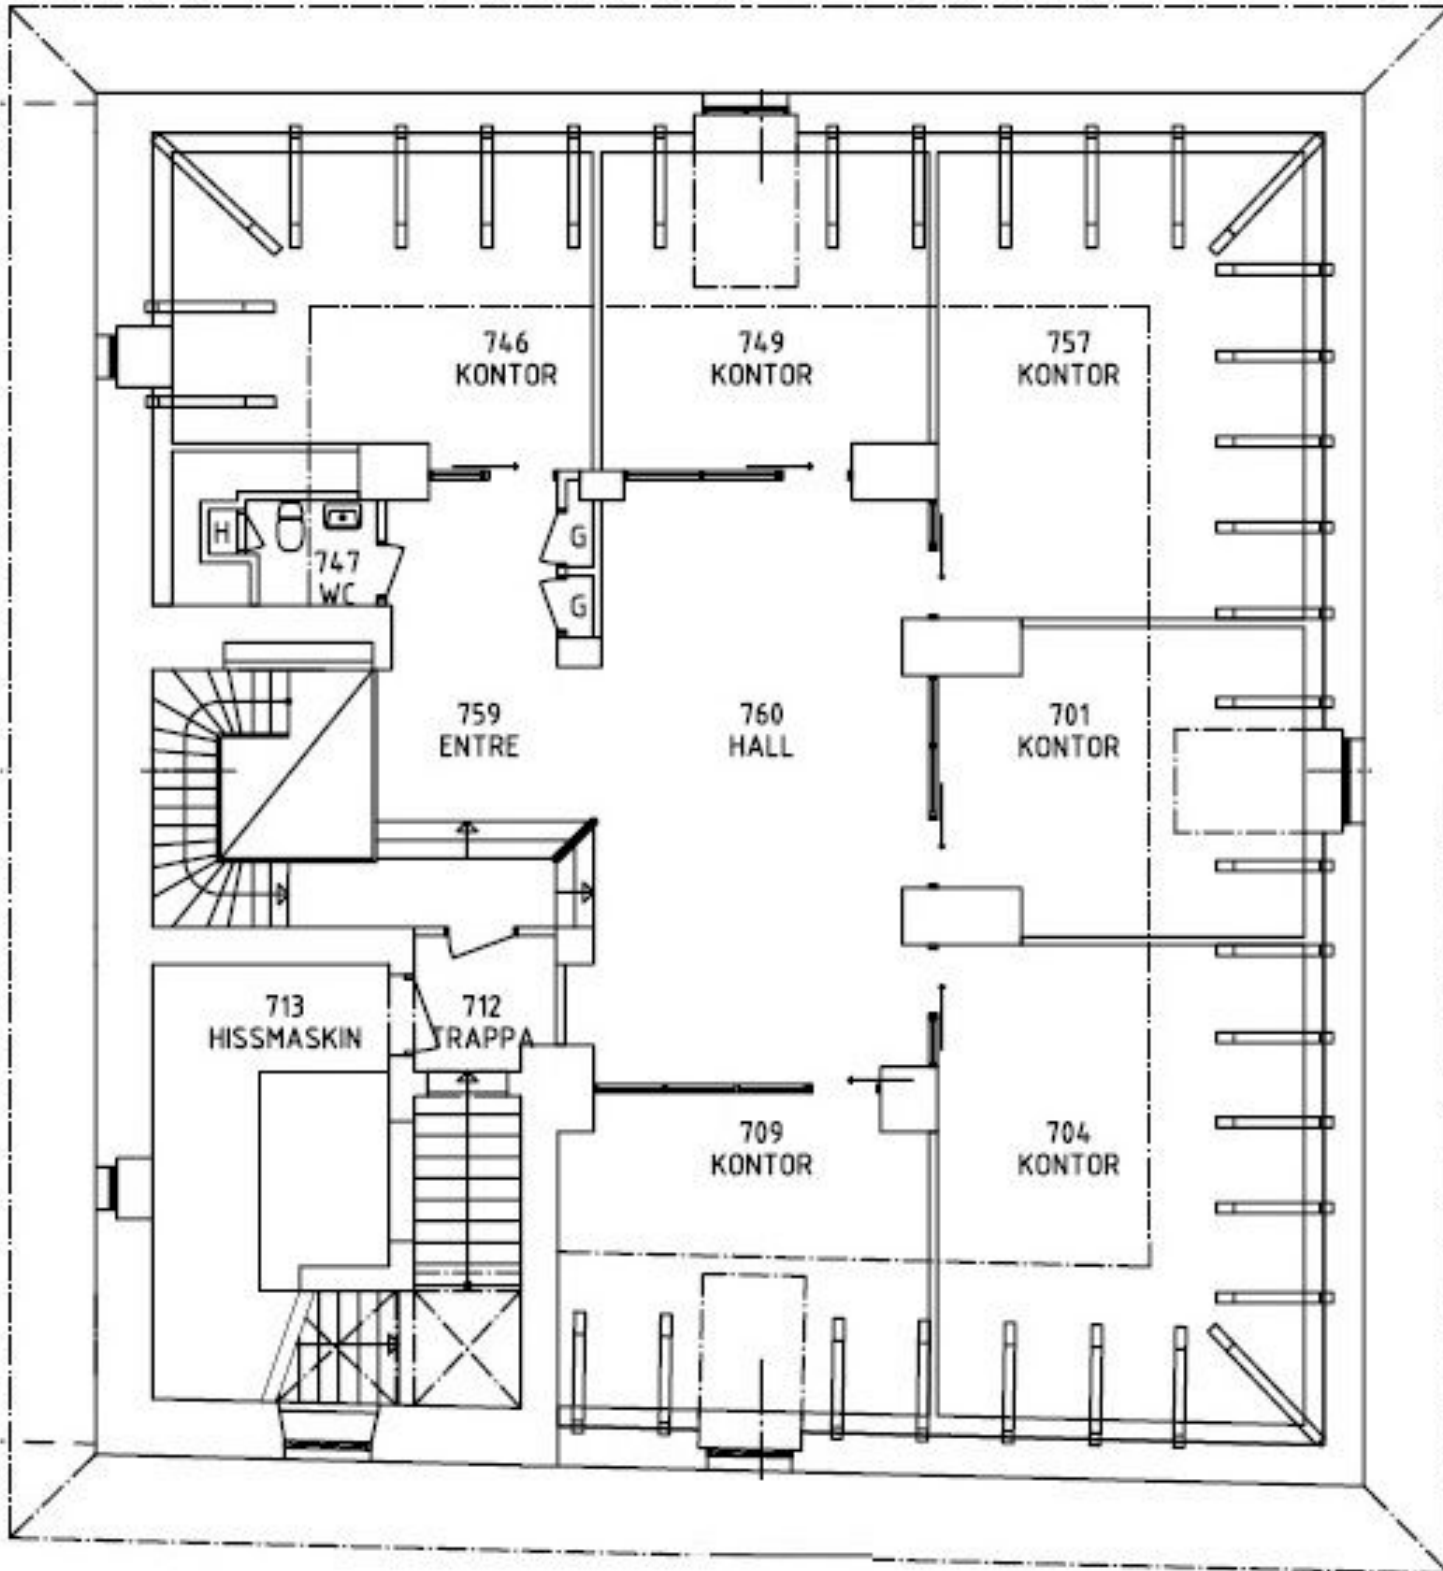 746
KONTOR
749
KONTOR
757
KONTOR
H
747
WC
G
G
759
ENTRE
760
HALL
701
KONTOR
713
HISSMASKIN
712
TRAPPA
709
KONTOR
704
KONTOR